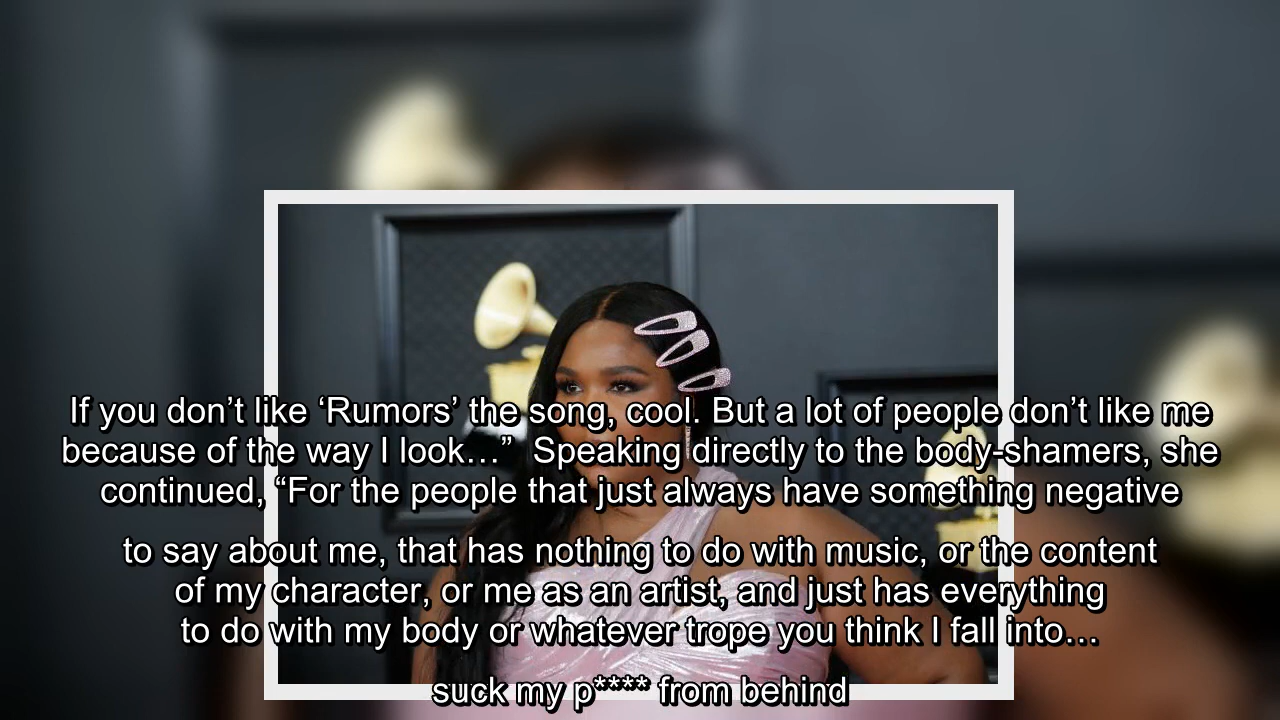 If you don’t like ‘Rumors’ the song, cool. But a lot of people don’t like me
because of the way I look…”  Speaking directly to the body-shamers, she
continued, “For the people that just always have something negative
to say about me, that has nothing to do with music, or the content
of my character, or me as an artist, and just has everything
to do with my body or whatever trope you think I fall into…
suck my p**** from behind